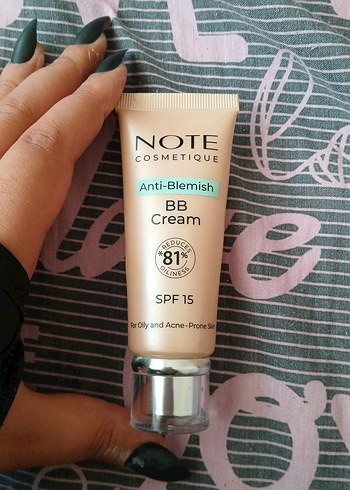 NOTE
COSMETIQUE
Anti-Blemish
BB
Cream
REDUCES
*81%
OILINESS
SPF 15
For Oily and Acne-Prone Skin